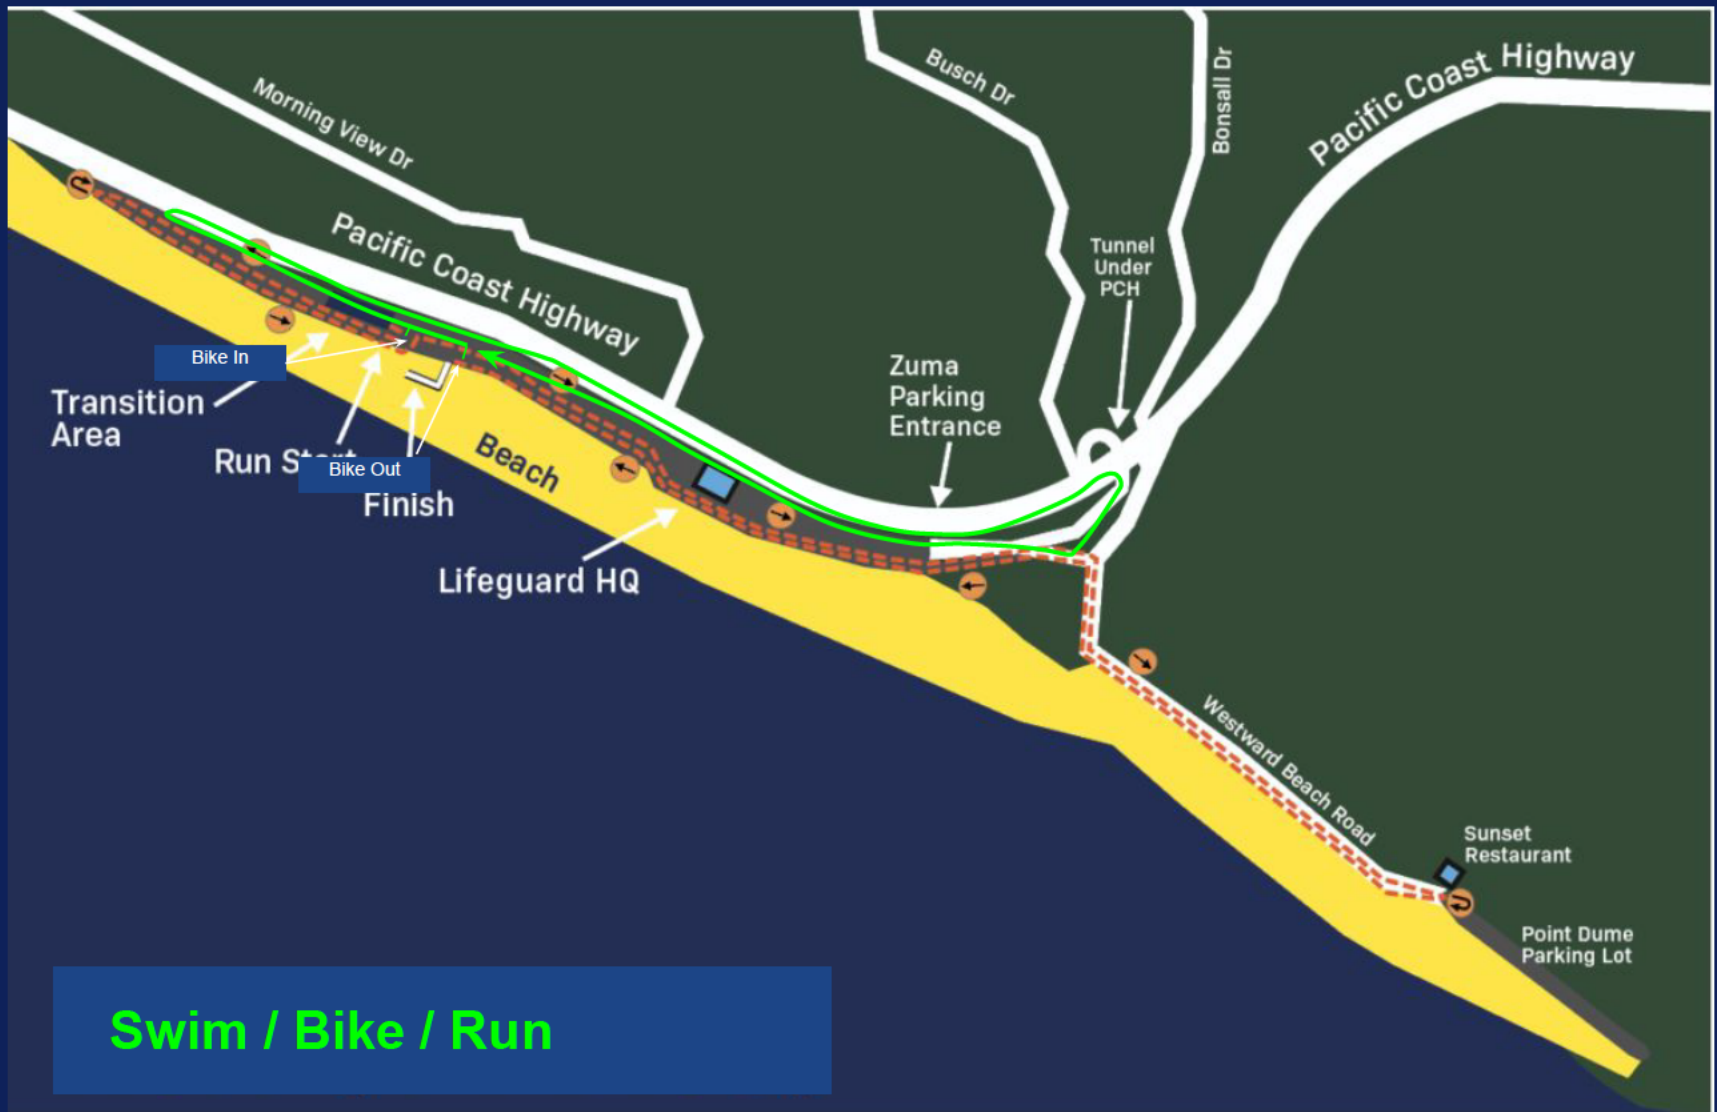 Pacific Coast Highway
Busch Dr
Bonsall Dr
Morning View Dr
Pacific Coast Highway
Tunnel
Under
PCH
Zuma
Parking
Entrance
Bike In
Transition
Area
Run Start
Bike Out
Finish
Beach
Lifeguard HQ
Westward Beach Road
Sunset
Restaurant
Point Dume
Parking Lot
Swim / Bike / Run